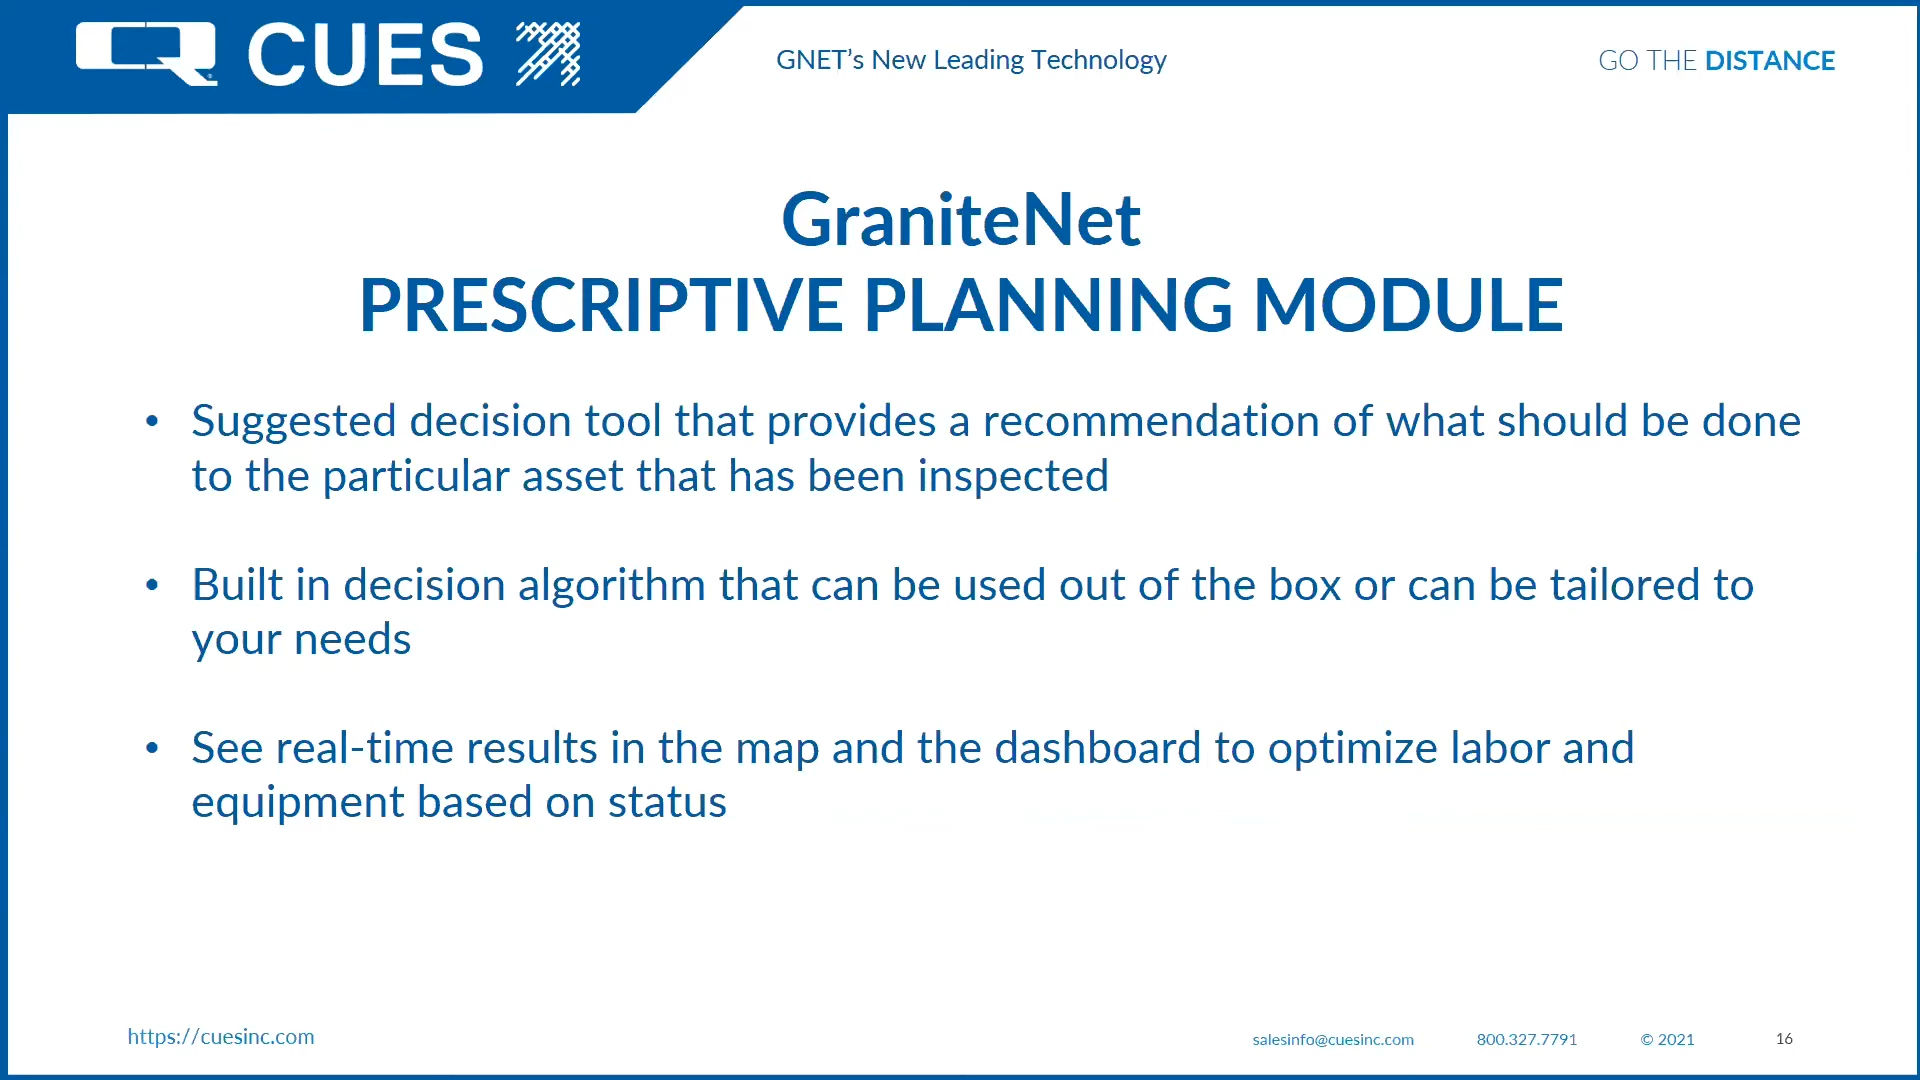 CUES
GNET’s New Leading Technology
GO THE DISTANCE
GraniteNet
PRESCRIPTIVE PLANNING MODULE
• Suggested decision tool that provides a recommendation of what should be done
to the particular asset that has been inspected
• Built in decision algorithm that can be used out of the box or can be tailored to
your needs
• See real-time results in the map and the dashboard to optimize labor and
equipment based on status
https://cuesinc.com
salesinfo@cuesinc.com
800.327.7791
© 2021
16